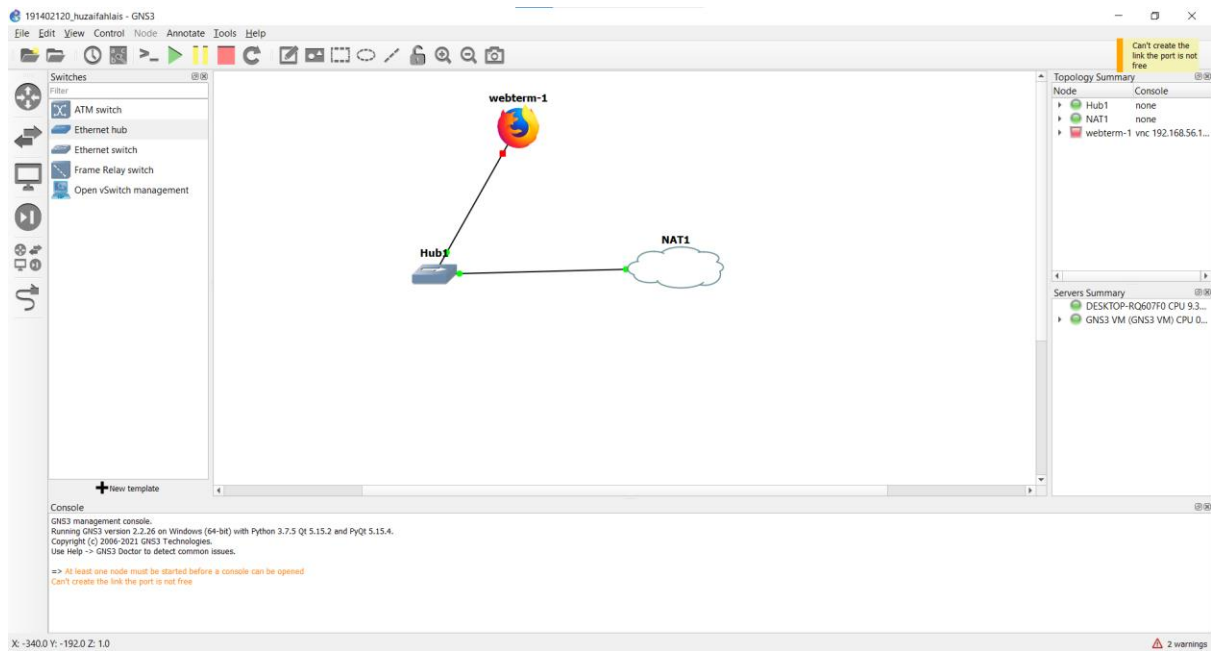 191402120_huzaifahlais - GNS3
File Edit View Control Node Annotate Tools Help
Can't create the
link the port is not
free
Switches
Filter
ATM switch
Ethernet hub
Ethernet switch
Frame Relay switch
Open vSwitch management
New template
webterm-1
Hub1
NAT1
Topology Summary
Node Console
Hub1 none
NAT1 none
webterm-1 vnc 192.168.56.1...
Servers Summary
DESKTOP-RQ607F0 CPU 9.3...
GNS3 VM (GNS3 VM) CPU 0...
Console
GNS3 management console.
Running GNS3 version 2.2.26 on Windows (64-bit) with Python 3.7.5 Qt 5.15.2 and PyQt 5.15.4.
Copyright (c) 2006-2021 GNS3 Technologies.
Use Help -> GNS3 Doctor to detect common issues.
=> At least one node must be started before a console can be opened
Can't create the link the port is not free
X: -340.0 Y: -192.0 Z: 1.0
2 warnings